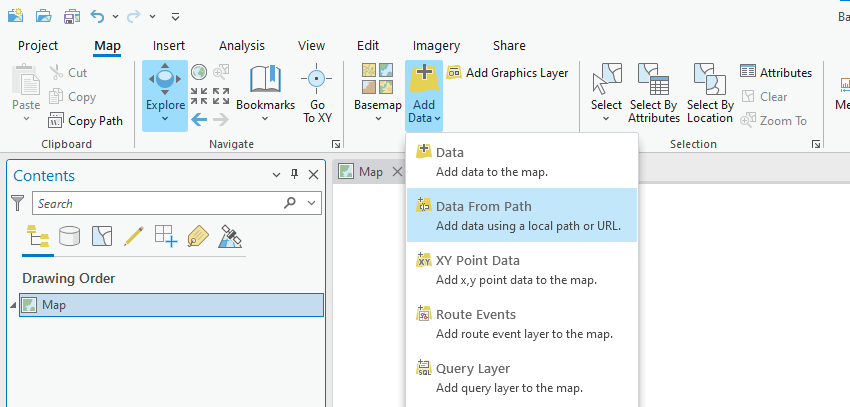 Ba
Project Map Insert Analysis View Edit Imagery Share
Paste
Cut
Copy
Copy Path
Clipboard
Explore
Bookmarks
Go
To XY
Navigate
Basemap
Add
Data
Add Graphics Layer
Select
Select By
Attributes
Select By
Location
Attributes
Clear
Zoom To
Selection
Me
Contents
Search
Drawing Order
Map
Map
Data
Add data to the map.
Data From Path
Add data using a local path or URL.
XY
XY Point Data
Add x,y point data to the map.
Route Events
Add route event layer to the map.
SQL
Query Layer
Add query layer to the map.